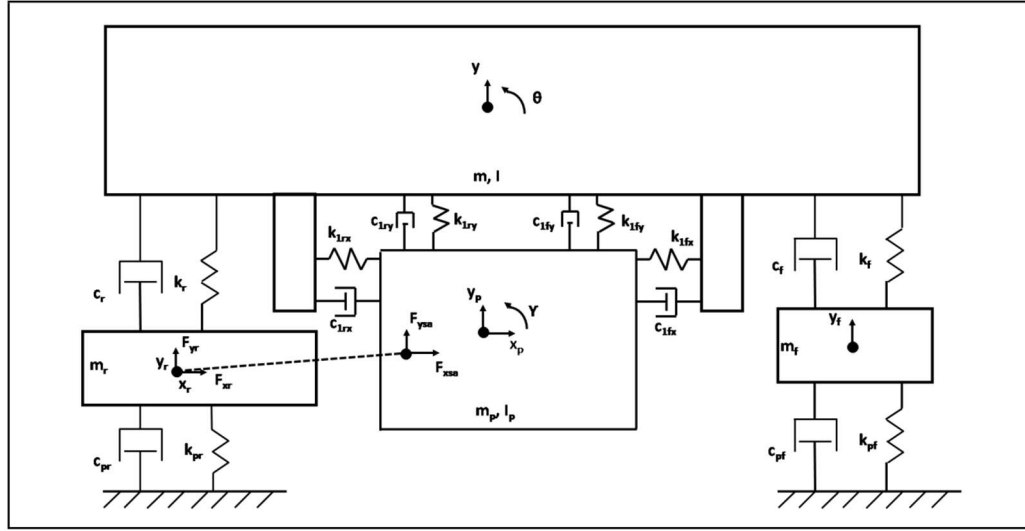 y
θ
m, I
c1ry
k1ry
c1fy
k1fy
k1rx
k1fx
cr
kr
cf
kf
c1rx
c1fx
yp
ϒ
xp
Fysa
Fxsa
mr
Fyr
yr
xr
Fxr
yf
mf
mp, Ip
cpr
kpr
cpf
kpf